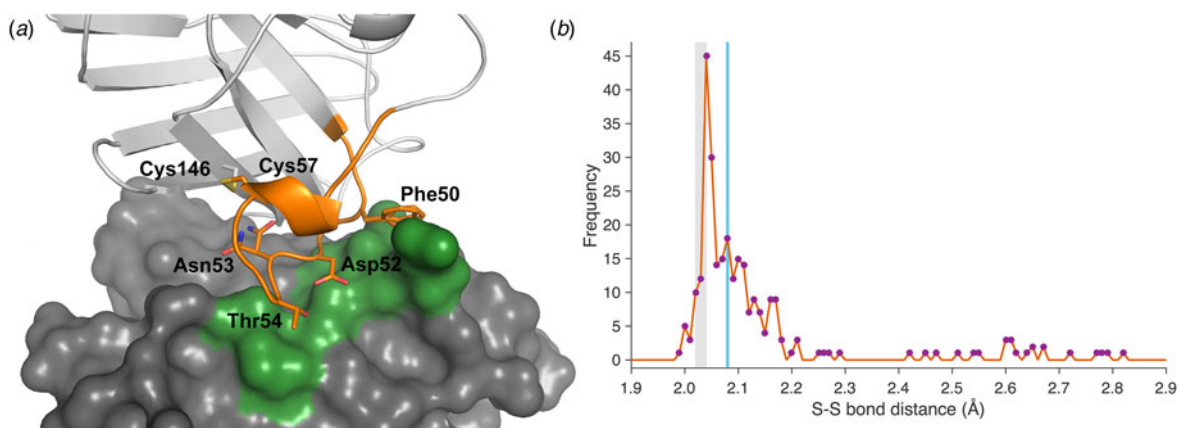 (a)
Cys146
Cys57
Phe50
Asn53
Asp52
Thr54
(b)
Frequency
45
40
35
30
25
20
15
10
5
0
1.9 2.0 2.1 2.2 2.3 2.4 2.5 2.6 2.7 2.8 2.9
S-S bond distance (Å)